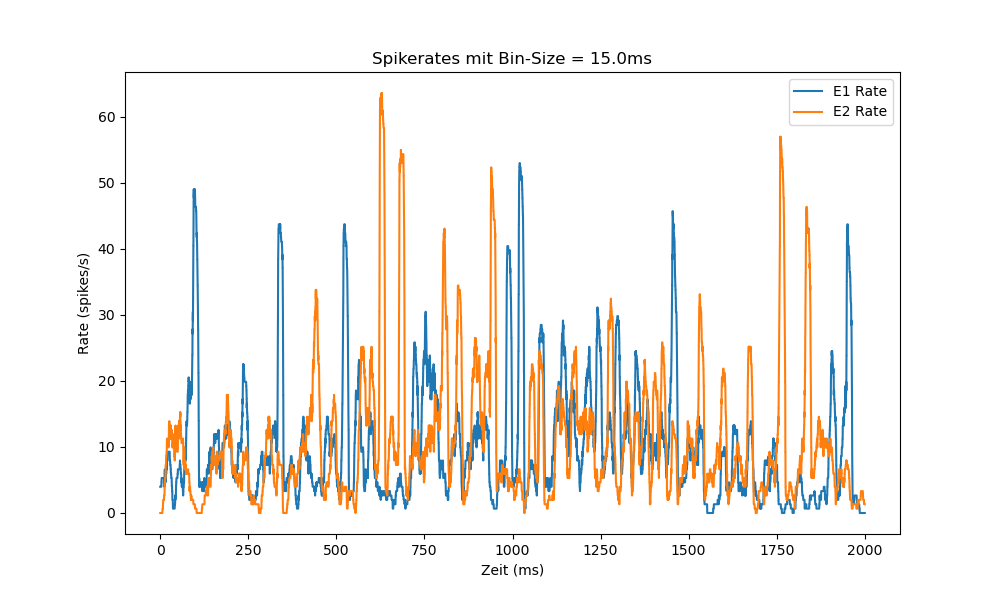 Spikerates mit Bin-Size = 15.0ms
E1 Rate
E2 Rate
Rate (spikes/s)
60
50
40
30
20
10
0
0 250 500 750 1000 1250 1500 1750 2000
Zeit (ms)